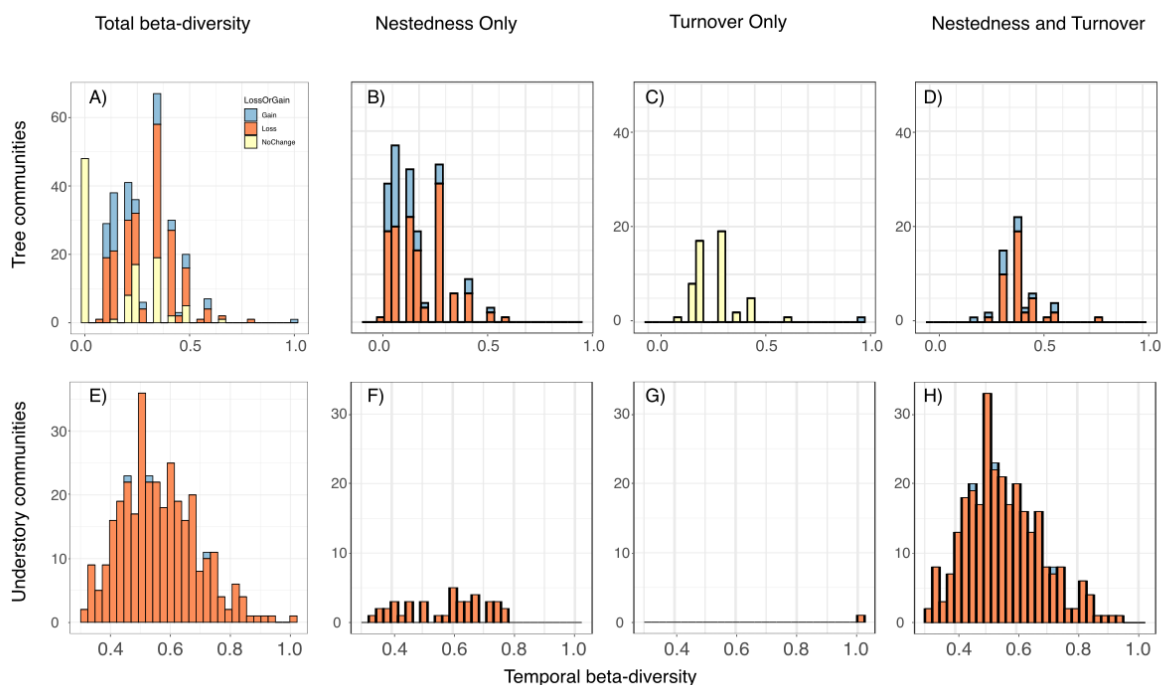 Total beta-diversity
Nestedness Only
Turnover Only
Nestedness and Turnover
Tree communities
A)
LossOrGain
Gain
Loss
NoChange
60
40
20
0
0.0
0.5
1.0
B)
0.0
0.5
1.0
C)
40
20
0
0.0
0.5
1.0
D)
40
20
0
0.0
0.5
1.0
Understory communities
E)
30
20
10
0
0.4
0.6
0.8
1.0
F)
30
20
10
0
0.4
0.6
0.8
1.0
G)
30
20
10
0
0.4
0.6
0.8
1.0
H)
30
20
10
0
0.4
0.6
0.8
1.0
Temporal beta-diversity